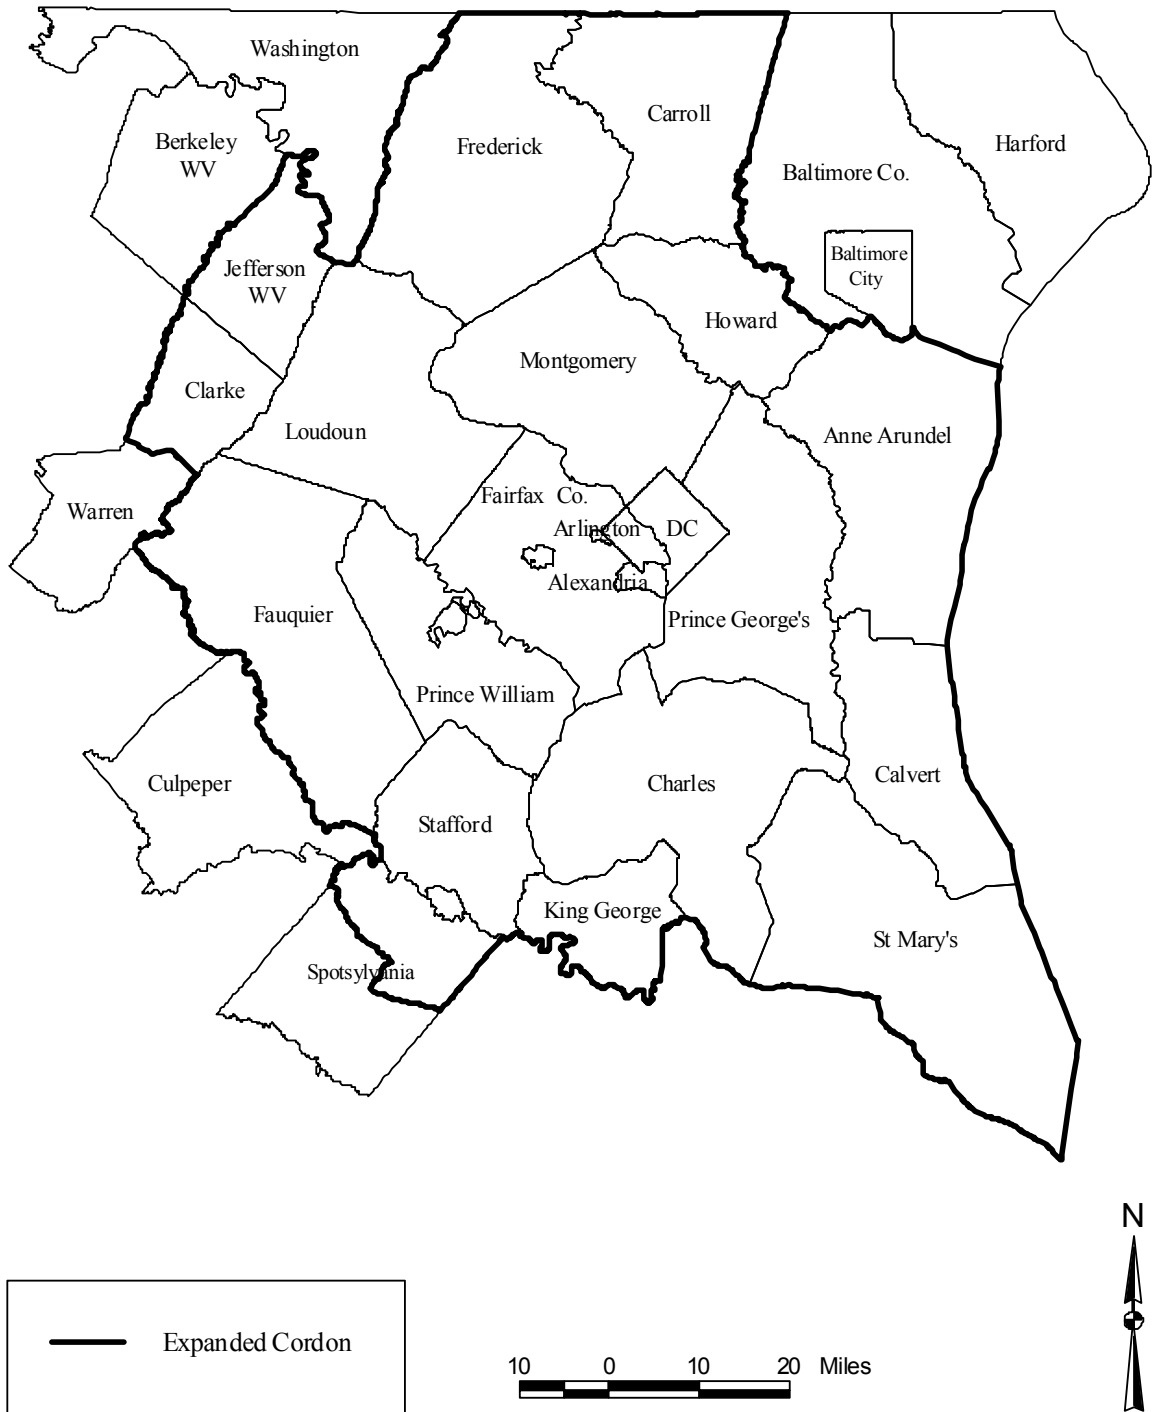 Washington
Carroll
Berkeley
WV
Frederick
Harford
Baltimore Co.
Jefferson
WV
Baltimore
City
Howard
Montgomery
Clarke
Loudoun
Anne Arundel
Fairfax Co.
Warren
Arlington
DC
Alexandria
Fauquier
Prince George's
Prince William
Culpeper
Charles
Calvert
Stafford
King George
St Mary's
Spotsylvania
N
Expanded Cordon
10 0 10 20 Miles